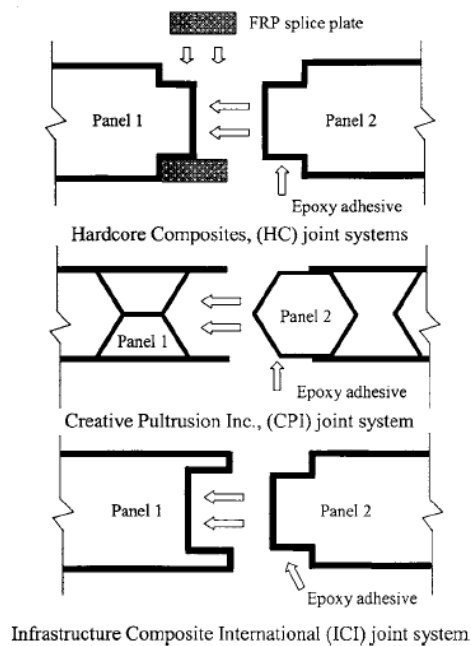 FRP splice plate
Panel 1
Panel 2
Epoxy adhesive
Hardcore Composites, (HC) joint systems
Panel 1
Panel 2
Epoxy adhesive
Creative Pultrusion Inc., (CPI) joint system
Panel 1
Panel 2
Epoxy adhesive
Infrastructure Composite International (ICI) joint system